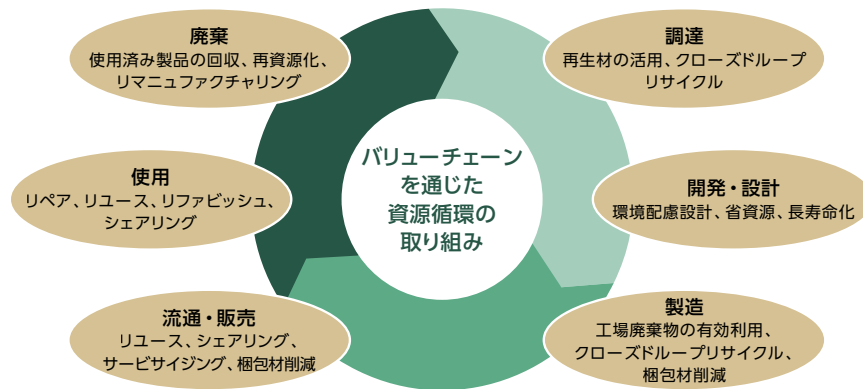 バリューチェーン
を通じた
資源循環の
取り組み
調達
再生材の活用、クローズドループ
リサイクル
開発・設計
環境配慮設計、省資源、長寿命化
製造
工場廃棄物の有効利用、
クローズドループリサイクル、
梱包材削減
流通・販売
リユース、シェアリング、
サービサイジング、梱包材削減
使用
リペア、リユース、リファビッシュ、
シェアリング
廃棄
使用済み製品の回収、再資源化、
リマニュファクチャリング